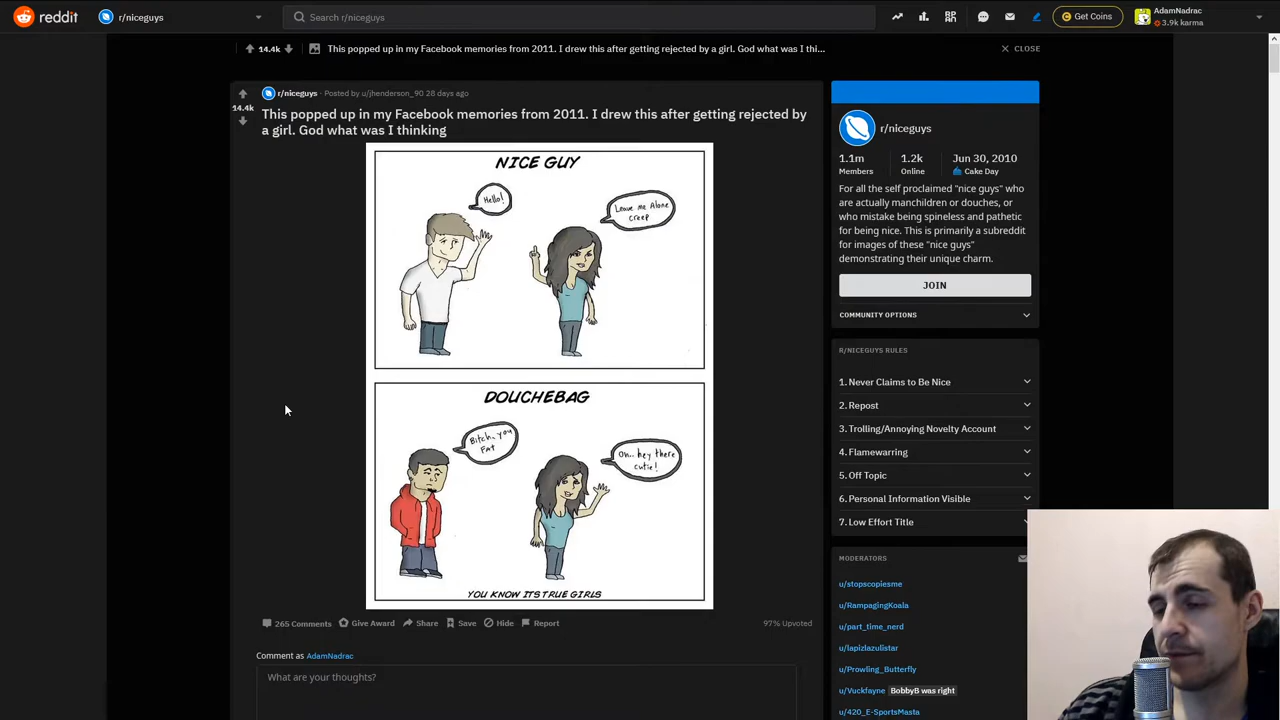 reddit
r/niceguys
Search r/niceguys
Get Coins
AdamNadrac
3.9k karma
14.4k
This popped up in my Facebook memories from 2011. I drew this after getting rejected by a girl. God what was I thi...
CLOSE
r/niceguys · Posted by u/jhenderson_90 28 days ago
14.4k
This popped up in my Facebook memories from 2011. I drew this after getting rejected by
a girl. God what was I thinking
NICE GUY
Hello!
Leave me Alone
Creep
DOUCHEBAG
Bitch, you
Fat
Oh.. hey there
cutie!
YOU KNOW ITS TRUE GIRLS
265 Comments
Give Award
Share
Save
Hide
Report
97% Upvoted
Comment as AdamNadrac
What are your thoughts?
r/niceguys
1.1m
Members
1.2k
Online
Jun 30, 2010
Cake Day
For all the self proclaimed "nice guys" who
are actually manchildren or douches, or
who mistake being spineless and pathetic
for being nice. This is primarily a subreddit
for images of these "nice guys"
demonstrating their unique charm.
JOIN
COMMUNITY OPTIONS
R/NICEGUYS RULES
1. Never Claims to Be Nice
2. Repost
3. Trolling/Annoying Novelty Account
4. Flamewarring
5. Off Topic
6. Personal Information Visible
7. Low Effort Title
MODERATORS
u/stopscopiesme
u/RampagingKoala
u/part_time_nerd
u/lapizlazulistar
u/Prowling_Butterfly
u/Vuckfayne BobbyB was right
u/420_E-SportsMasta